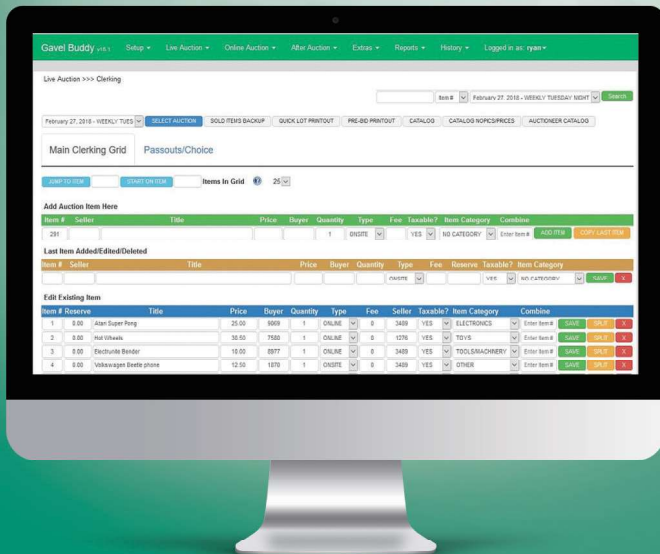 Gavel Buddy v18.1 Setup Live Auction Online Auction After Auction Extras Reports History Logged in as: ryan
Live Auction >>> Clerking
Item # February 27, 2018 - WEEKLY TUESDAY NIGHT Search
February 27, 2018 - WEEKLY TUES SELECT AUCTION SOLD ITEMS BACKUP QUICK LOT PRINTOUT PRE-BID PRINTOUT CATALOG CATALOG NOPICS/PRICES AUCTIONEER CATALOG
Main Clerking Grid Passouts/Choice
JUMP TO ITEM START ON ITEM Items In Grid 25
Add Auction Item Here
Item # Seller Title Price Buyer Quantity Type Fee Taxable? Item Category Combine
291 1 ONSITE YES NO CATEGORY Enter Item # ADD ITEM COPY LAST ITEM
Last Item Added/Edited/Deleted
Item # Seller Title Price Buyer Quantity Type Fee Reserve Taxable? Item Category
ONSITE YES NO CATEGORY SAVE X
Edit Existing Item
Item # Reserve Title Price Buyer Quantity Type Fee Seller Taxable? Item Category Combine
1 0.00 Atari Super Pong 25.00 9069 1 ONLINE 0 3489 YES ELECTRONICS Enter Item # SAVE SPLIT X
2 0.00 Hot Wheels 30.50 7580 1 ONLINE 0 1276 YES TOYS Enter Item # SAVE SPLIT X
3 0.00 Electrunite Bender 10.00 8977 1 ONLINE 0 3489 YES TOOLS/MACHINERY Enter Item # SAVE SPLIT X
4 0.00 Volkswagen Beetle phone 12.50 1870 1 ONSITE 0 3489 YES OTHER Enter Item # SAVE SPLIT X